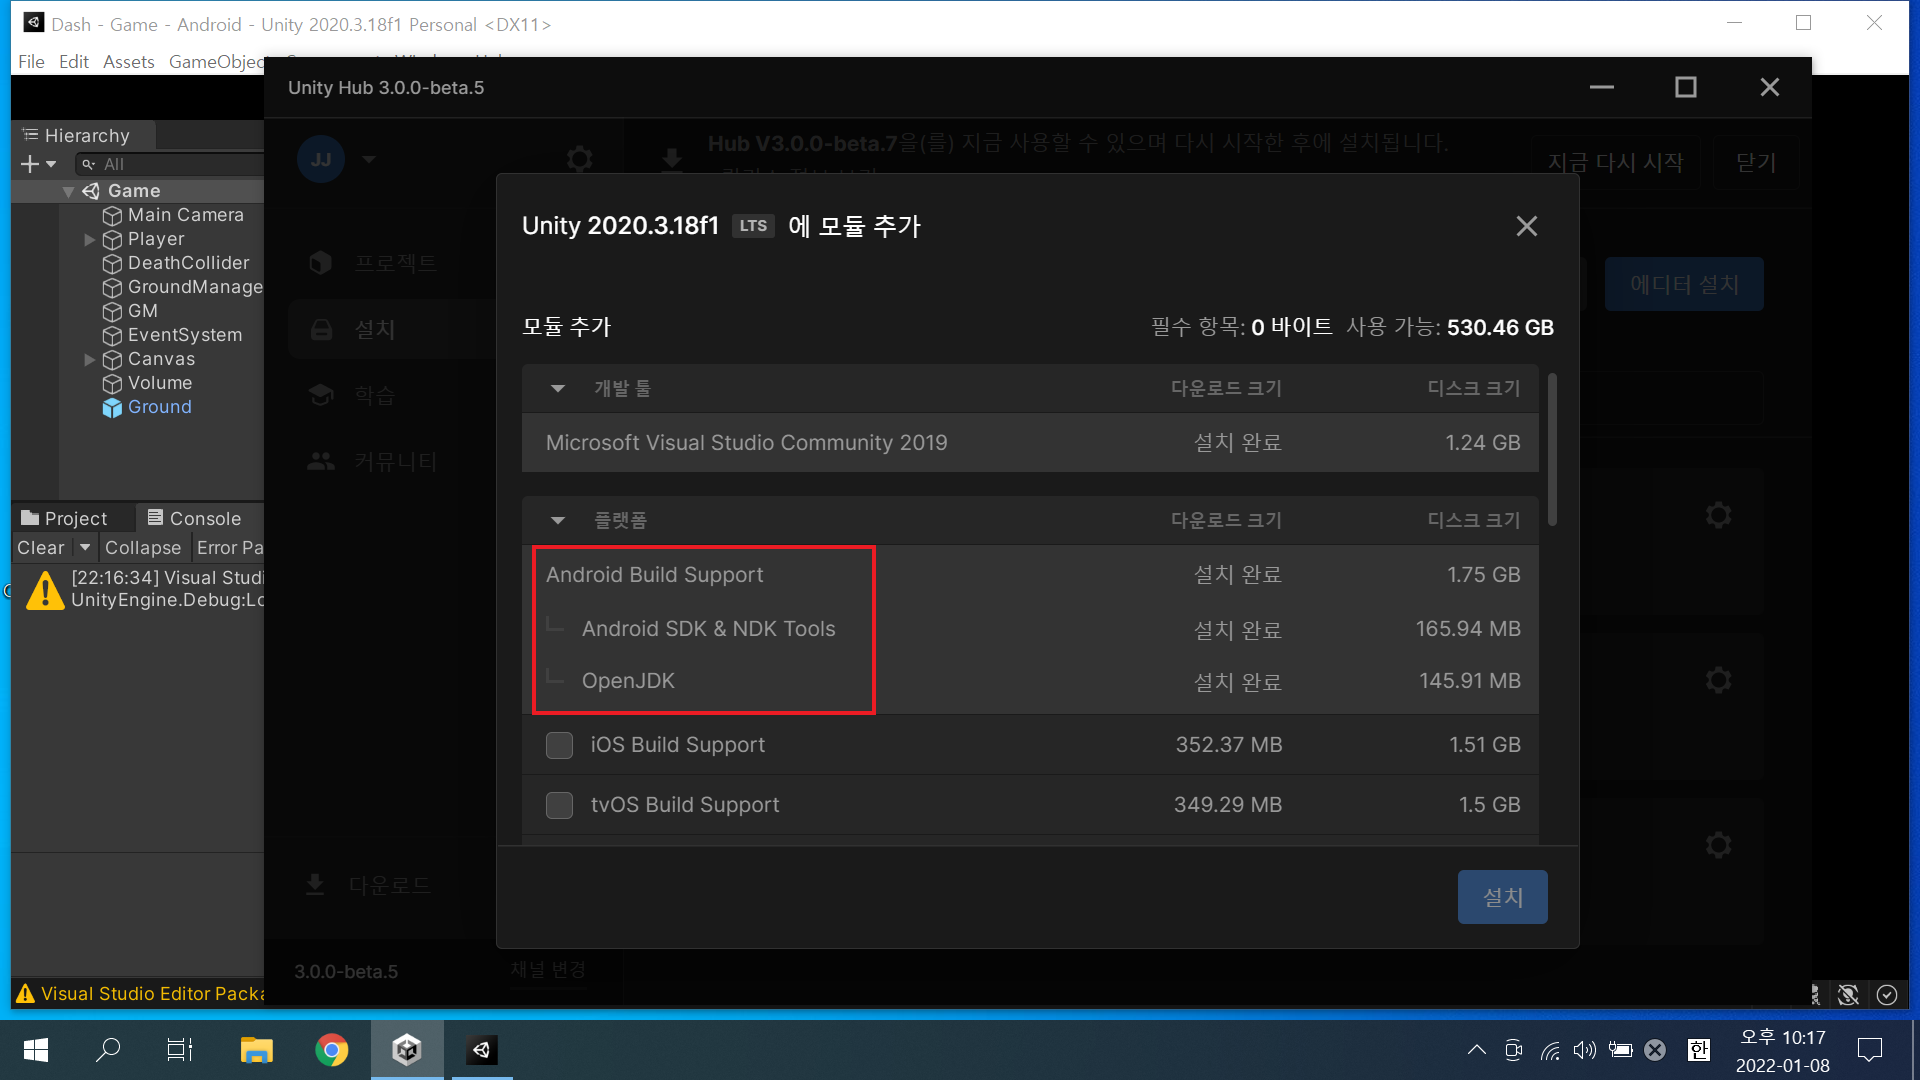 Dash - Game - Android - Unity 2020.3.18f1 Personal <DX11>
File Edit Assets GameObjec
Unity Hub 3.0.0-beta.5
Hierarchy
All
JJ
Hub V3.0.0-beta.7을(를) 지금 사용할 수 있으며 다시 시작한 후에 설치됩니다.
지금 다시 시작
닫기
Game
Main Camera
Player
DeathCollider
GroundManage
GM
EventSystem
Canvas
Volume
Ground
프로젝트
설치
학습
커뮤니티
에디터 설치
Unity 2020.3.18f1 LTS 에 모듈 추가
모듈 추가
필수 항목: 0 바이트 사용 가능: 530.46 GB
개발 툴 다운로드 크기 디스크 크기
Microsoft Visual Studio Community 2019 설치 완료 1.24 GB
플랫폼 다운로드 크기 디스크 크기
Android Build Support 설치 완료 1.75 GB
Android SDK & NDK Tools 설치 완료 165.94 MB
OpenJDK 설치 완료 145.91 MB
iOS Build Support 352.37 MB 1.51 GB
tvOS Build Support 349.29 MB 1.5 GB
설치
Project Console
Clear Collapse Error Pa
[22:16:34] Visual Studi
UnityEngine.Debug:Lo
다운로드
3.0.0-beta.5 채널 변경
Visual Studio Editor Packa
한
오후 10:17
2022-01-08